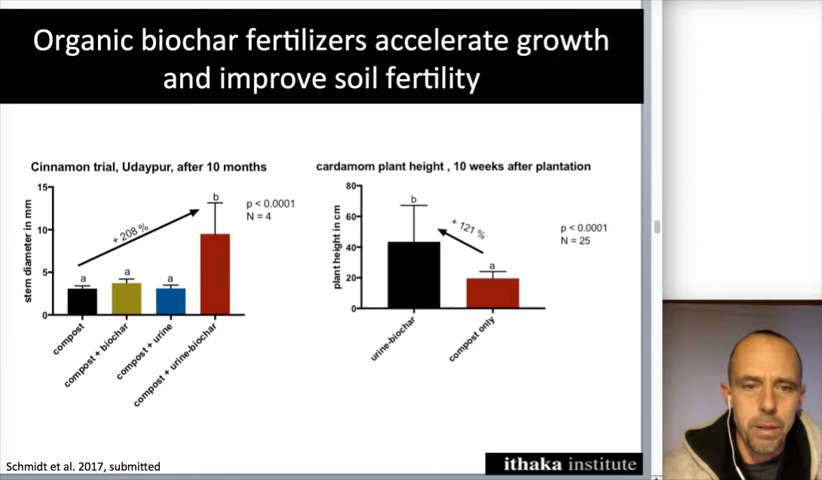 Organic biochar fertilizers accelerate growth
and improve soil fertility
Cinnamon trial, Udaypur, after 10 months
stem diameter in mm
15
10
5
0
a
a
a
b
+ 208 %
p < 0.0001
N = 4
compost
compost + biochar
compost + urine
compost + urine-biochar
cardamom plant height , 10 weeks after plantation
plant height in cm
80
60
40
20
0
b
a
+ 121 %
p < 0.0001
N = 25
urine-biochar
compost only
Schmidt et al. 2017, submitted
ithaka institute